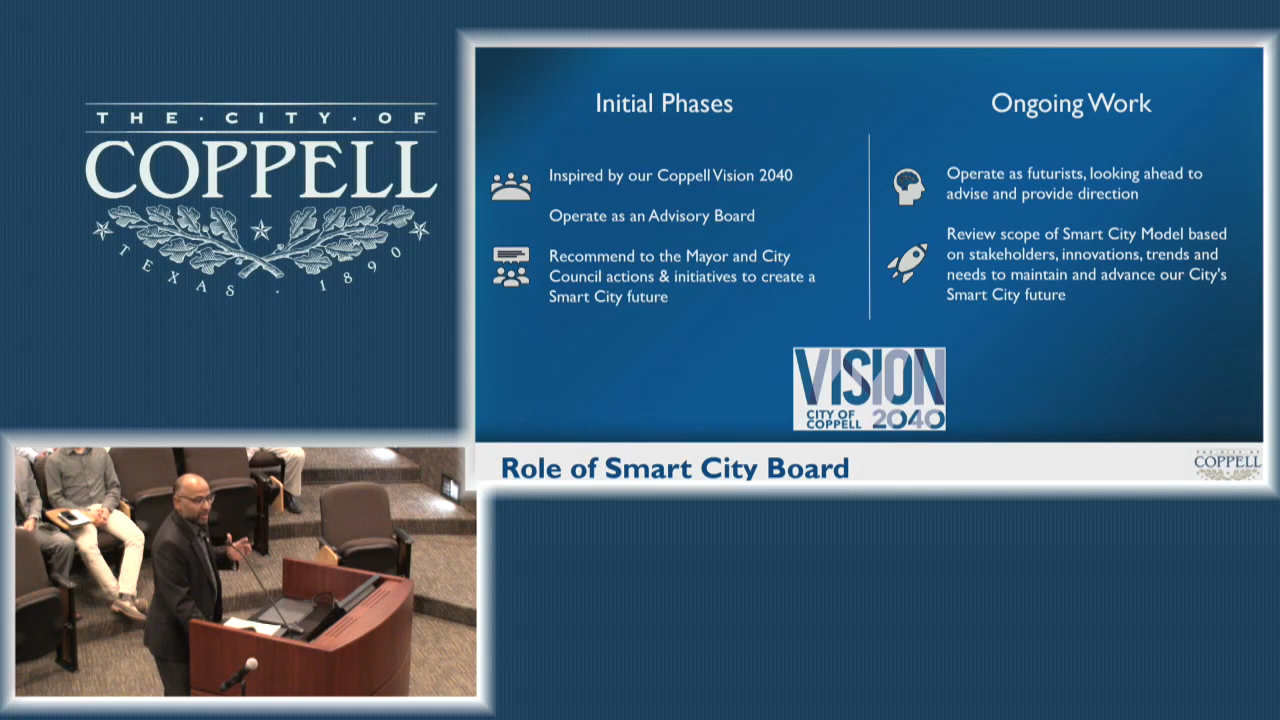 THE · CITY · OF
COPPELL
TEXAS · 1890
Initial Phases
Inspired by our Coppell Vision 2040
Operate as an Advisory Board
Recommend to the Mayor and City
Council actions & initiatives to create a
Smart City future
Ongoing Work
Operate as futurists, looking ahead to
advise and provide direction
Review scope of Smart City Model based
on stakeholders, innovations, trends and
needs to maintain and advance our City's
Smart City future
VISION
CITY OF
COPPELL 2040
Role of Smart City Board
THE CITY OF
COPPELL